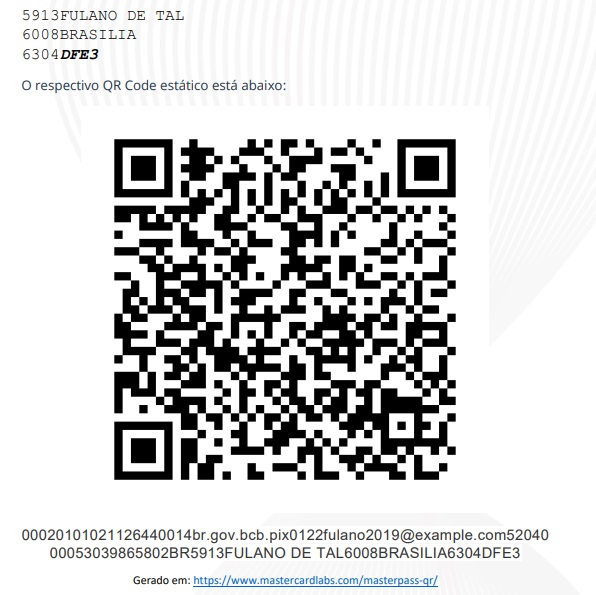 5913FULANO DE TAL
6008BRASILIA
6304DFE3
O respectivo QR Code estático está abaixo:
00020101021126440014br.gov.bcb.pix0122fulano2019@example.com52040
00053039865802BR5913FULANO DE TAL6008BRASILIA6304DFE3
Gerado em: https://www.mastercardlabs.com/masterpass-qr/